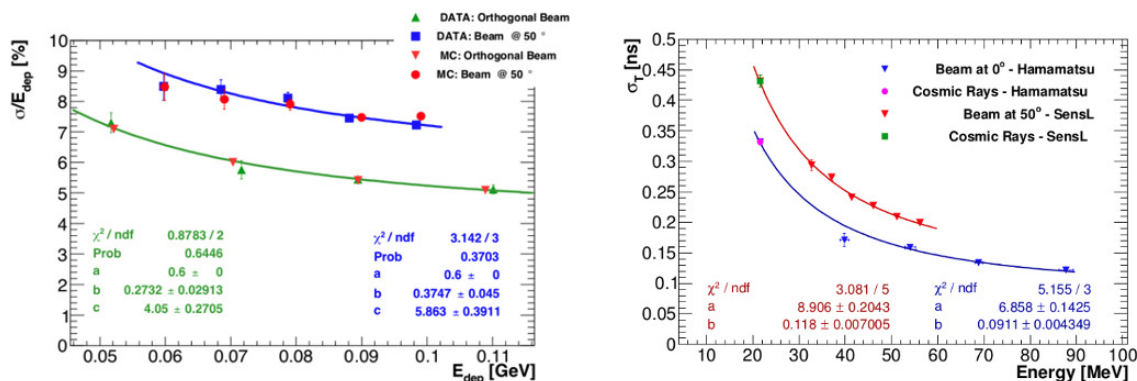 DATA: Orthogonal Beam
DATA: Beam @ 50 °
MC: Orthogonal Beam
MC: Beam @ 50 °
σ/E_dep [%]
10
9
8
7
6
5
4
3
2
1
0
χ² / ndf 0.8783 / 2
Prob 0.6446
a 0.6 ± 0
b 0.2732 ± 0.02913
c 4.05 ± 0.2705
χ² / ndf 3.142 / 3
Prob 0.3703
a 0.6 ± 0
b 0.3747 ± 0.045
c 5.863 ± 0.3911
0.05 0.06 0.07 0.08 0.09 0.1 0.11
E_dep [GeV]
σ_T [ns]
0.5
0.45
0.4
0.35
0.3
0.25
0.2
0.15
0.1
0.05
0
Beam at 0° - Hamamatsu
Cosmic Rays - Hamamatsu
Beam at 50° - SensL
Cosmic Rays - SensL
χ² / ndf 3.081 / 5
a 8.906 ± 0.2043
b 0.118 ± 0.007005
χ² / ndf 5.155 / 3
a 6.858 ± 0.1425
b 0.0911 ± 0.004349
10 20 30 40 50 60 70 80 90 100
Energy [MeV]